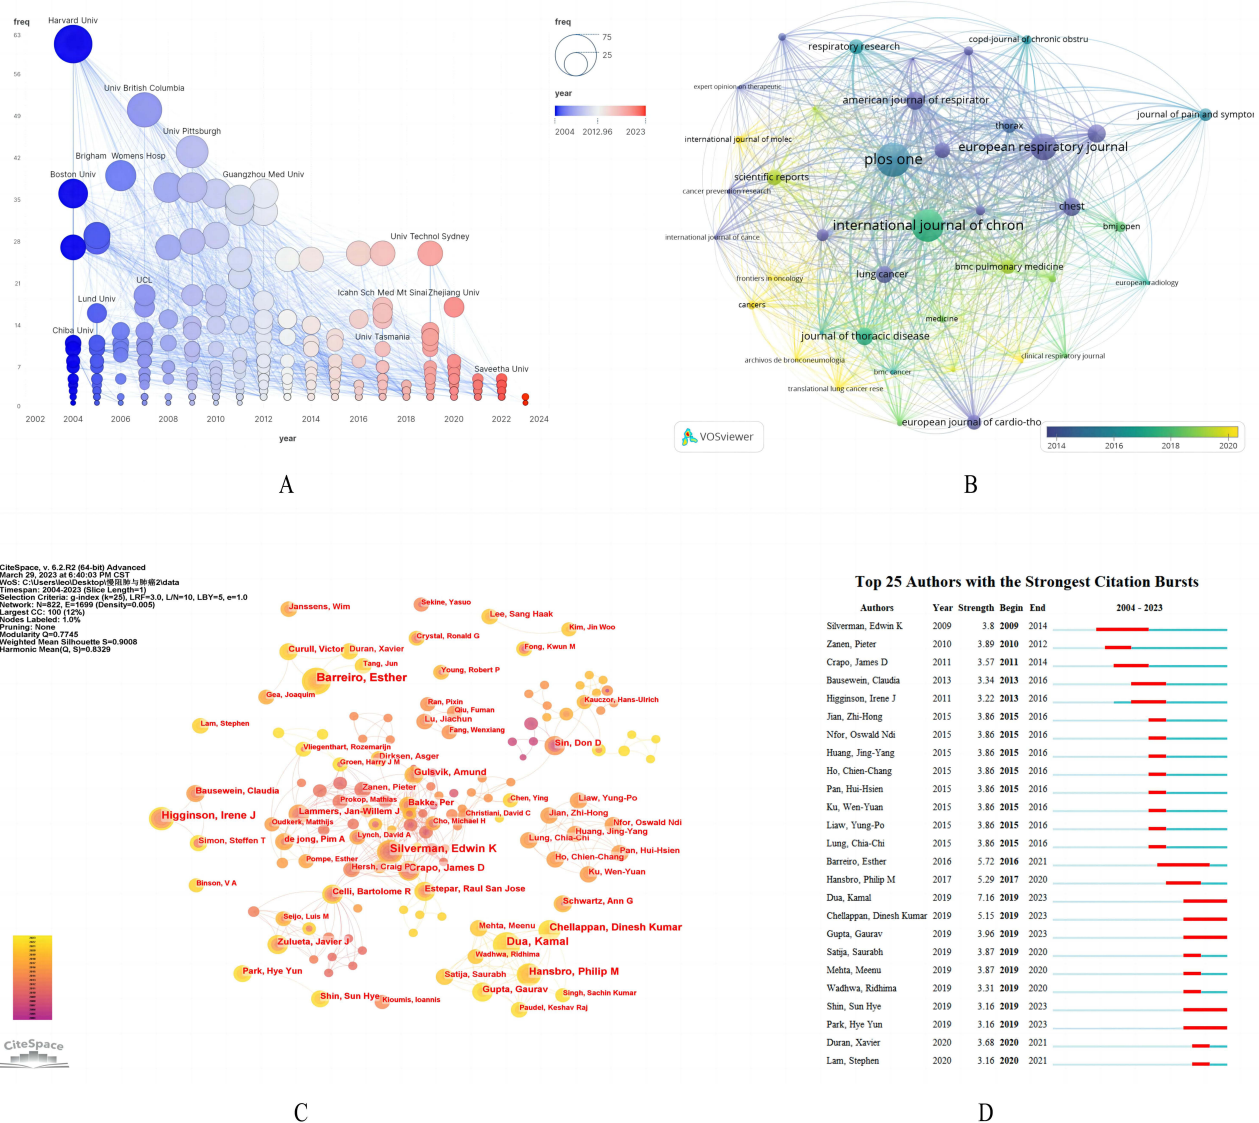 freq
63
56
49
42
35
28
21
14
7
0
Harvard Univ
Univ British Columbia
Univ Pittsburgh
Brigham Womens Hosp
Boston Univ
Guangzhou Med Univ
Univ Technol Sydney
UCL
Lund Univ
Icahn Sch Med Mt Sinai
Zhejiang Univ
Chiba Univ
Univ Tasmania
Saveetha Univ
2002
2004
2006
2008
2010
2012
2014
2016
2018
2020
2022
2024
year
freq
75
25
year
2004
2012.96
2023
A
respiratory research
copd-journal of chronic obstru
expert opinion on therapeutic
american journal of respirator
journal of pain and sympto
thorax
international journal of molec
european respiratory journal
plos one
scientific reports
cancer prevention research
chest
international journal of chron
bmj open
international journal of cance
lung cancer
bmc pulmonary medicine
frontiers in oncology
european radiology
cancers
medicine
journal of thoracic disease
archivos de bronconeumologia
clinical respiratory journal
bmc cancer
translational lung cancer rese
european journal of cardio-tho
VOSviewer
2014
2016
2018
2020
B
CiteSpace, v. 6.2.R2 (64-bit) Advanced
March 29, 2023 at 6:40:03 PM CST
WoS: C:\Users\leo\Desktop\慢阻肺与肺癌2\data
Timespan: 2004-2023 (Slice Length=1)
Selection Criteria: g-index (k=25), LRF=3.0, L/N=10, LBY=5, e=1.0
Network: N=822, E=1699 (Density=0.005)
Largest CC: 100 (12%)
Nodes Labeled: 1.0%
Pruning: None
Modularity Q=0.7745
Weighted Mean Silhouette S=0.9008
Harmonic Mean(Q, S)=0.8329
Janssens, Wim
Sekine, Yasuo
Lee, Sang Haak
Kim, Jin Woo
Crystal, Ronald G
Fong, Kwun M
Curull, Victor
Duran, Xavier
Tang, Jun
Barreiro, Esther
Young, Robert P
Gea, Joaquim
Kauczor, Hans-Ulrich
Ran, Pixin
Qiu, Fuman
Lu, Jiachun
Lam, Stephen
Fang, Wenxiang
Vliegenthart, Rozemarijn
Sin, Don D
Dirksen, Asger
Groen, Harry J M
Gulsvik, Amund
Zanen, Pieter
Bausewein, Claudia
Prokop, Mathias
Bakke, Per
Chen, Ying
Liaw, Yung-Po
Lammers, Jan-Willem J
Christiani, David C
Jian, Zhi-Hong
Higginson, Irene J
Oudkerk, Matthijs
Cho, Michael H
Nfor, Oswald Ndi
Lynch, David A
Huang, Jing-Yang
Simon, Steffen T
de jong, Pim A
Lung, Chia-Chi
Silverman, Edwin K
Pan, Hui-Hsien
Pompe, Esther
Ho, Chien-Chang
Hersh, Craig P
Crapo, James D
Ku, Wen-Yuan
Binson, V A
Celli, Bartolome R
Estepar, Raul San Jose
Schwartz, Ann G
Seijo, Luis M
Mehta, Meenu
Chellappan, Dinesh Kumar
Zulueta, Javier J
Dua, Kamal
Wadhwa, Ridhima
Park, Hye Yun
Satija, Saurabh
Hansbro, Philip M
Gupta, Gaurav
Singh, Sachin Kumar
Shin, Sun Hye
Kloumis, Ioannis
Paudel, Keshav Raj
CiteSpace
C
Top 25 Authors with the Strongest Citation Bursts
Authors Year Strength Begin End 2004 - 2023
Silverman, Edwin K 2009 3.8 2009 2014
Zanen, Pieter 2010 3.89 2010 2012
Crapo, James D 2011 3.57 2011 2014
Bausewein, Claudia 2013 3.34 2013 2016
Higginson, Irene J 2011 3.22 2013 2016
Jian, Zhi-Hong 2015 3.86 2015 2016
Nfor, Oswald Ndi 2015 3.86 2015 2016
Huang, Jing-Yang 2015 3.86 2015 2016
Ho, Chien-Chang 2015 3.86 2015 2016
Pan, Hui-Hsien 2015 3.86 2015 2016
Ku, Wen-Yuan 2015 3.86 2015 2016
Liaw, Yung-Po 2015 3.86 2015 2016
Lung, Chia-Chi 2015 3.86 2015 2016
Barreiro, Esther 2016 5.72 2016 2021
Hansbro, Philip M 2017 5.29 2017 2020
Dua, Kamal 2019 7.16 2019 2023
Chellappan, Dinesh Kumar 2019 5.15 2019 2023
Gupta, Gaurav 2019 3.96 2019 2023
Satija, Saurabh 2019 3.87 2019 2020
Mehta, Meenu 2019 3.87 2019 2020
Wadhwa, Ridhima 2019 3.31 2019 2020
Shin, Sun Hye 2019 3.16 2019 2023
Park, Hye Yun 2019 3.16 2019 2023
Duran, Xavier 2020 3.68 2020 2021
Lam, Stephen 2020 3.16 2020 2021
D